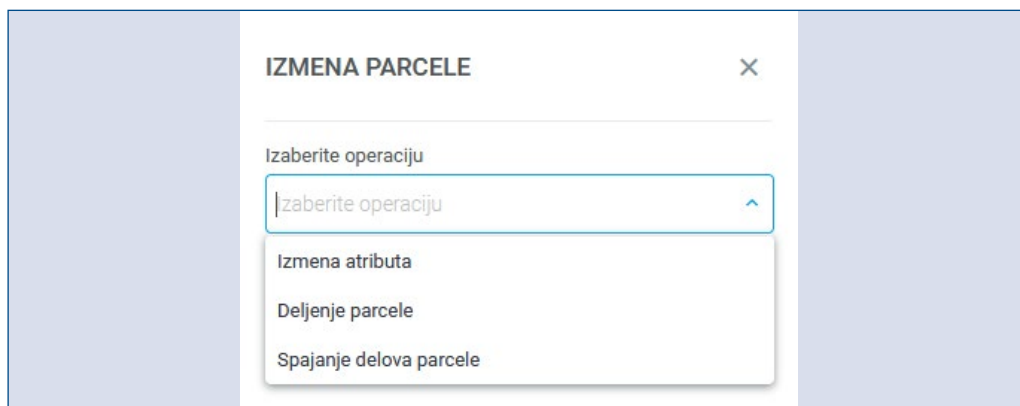 IZMENA PARCELE
Izaberite operaciju
Izaberite operaciju
Izmena atributa
Deljenje parcele
Spajanje delova parcele